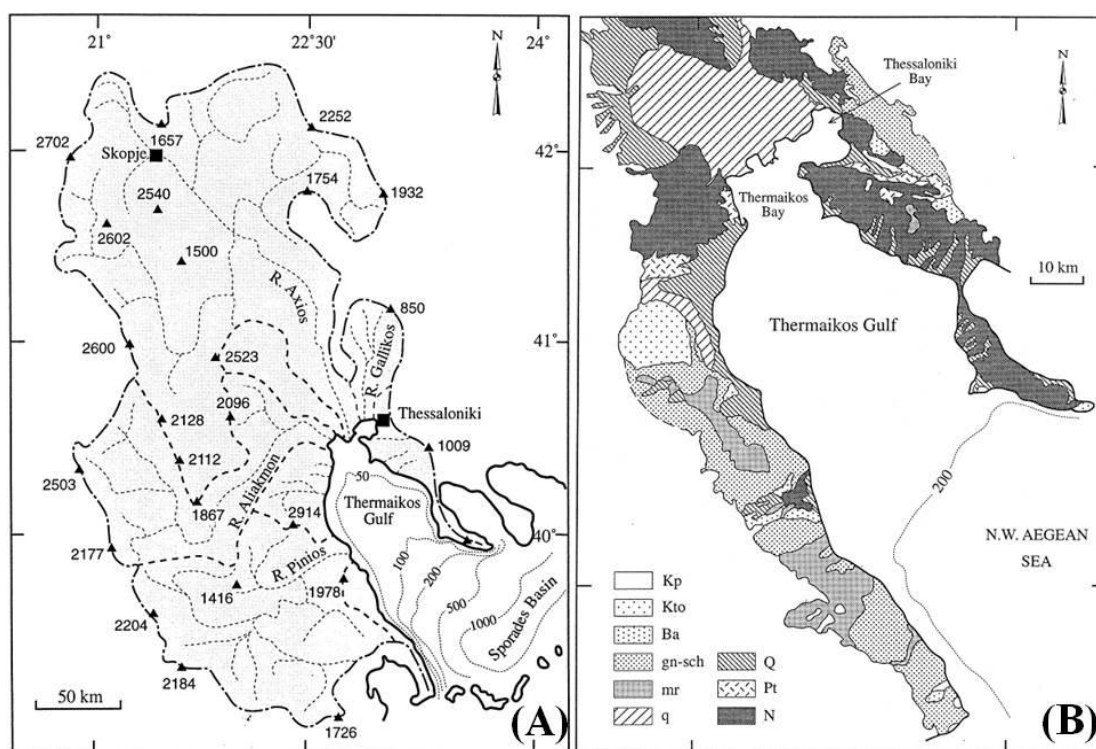 21°
22°30'
24°
N
2252
2702
1657
Skopje
42°
1754
2540
1932
2602
1500
R. Axios
850
R. Gallikos
2600
41°
2523
2096
Thessaloniki
2128
1009
2112
2503
R. Aliakmon
50
Thermaikos
Gulf
1867
2914
40°
2177
R. Pinios
100
200
1416
1978
500
1000
Sporades Basin
2204
2184
50 km
1726
(A)
N
Thessaloniki
Bay
Thermaikos
Bay
10 km
Thermaikos Gulf
200
N.W. AEGEAN
SEA
Kp
Kto
Ba
gn-sch
Q
mr
Pt
q
N
(B)